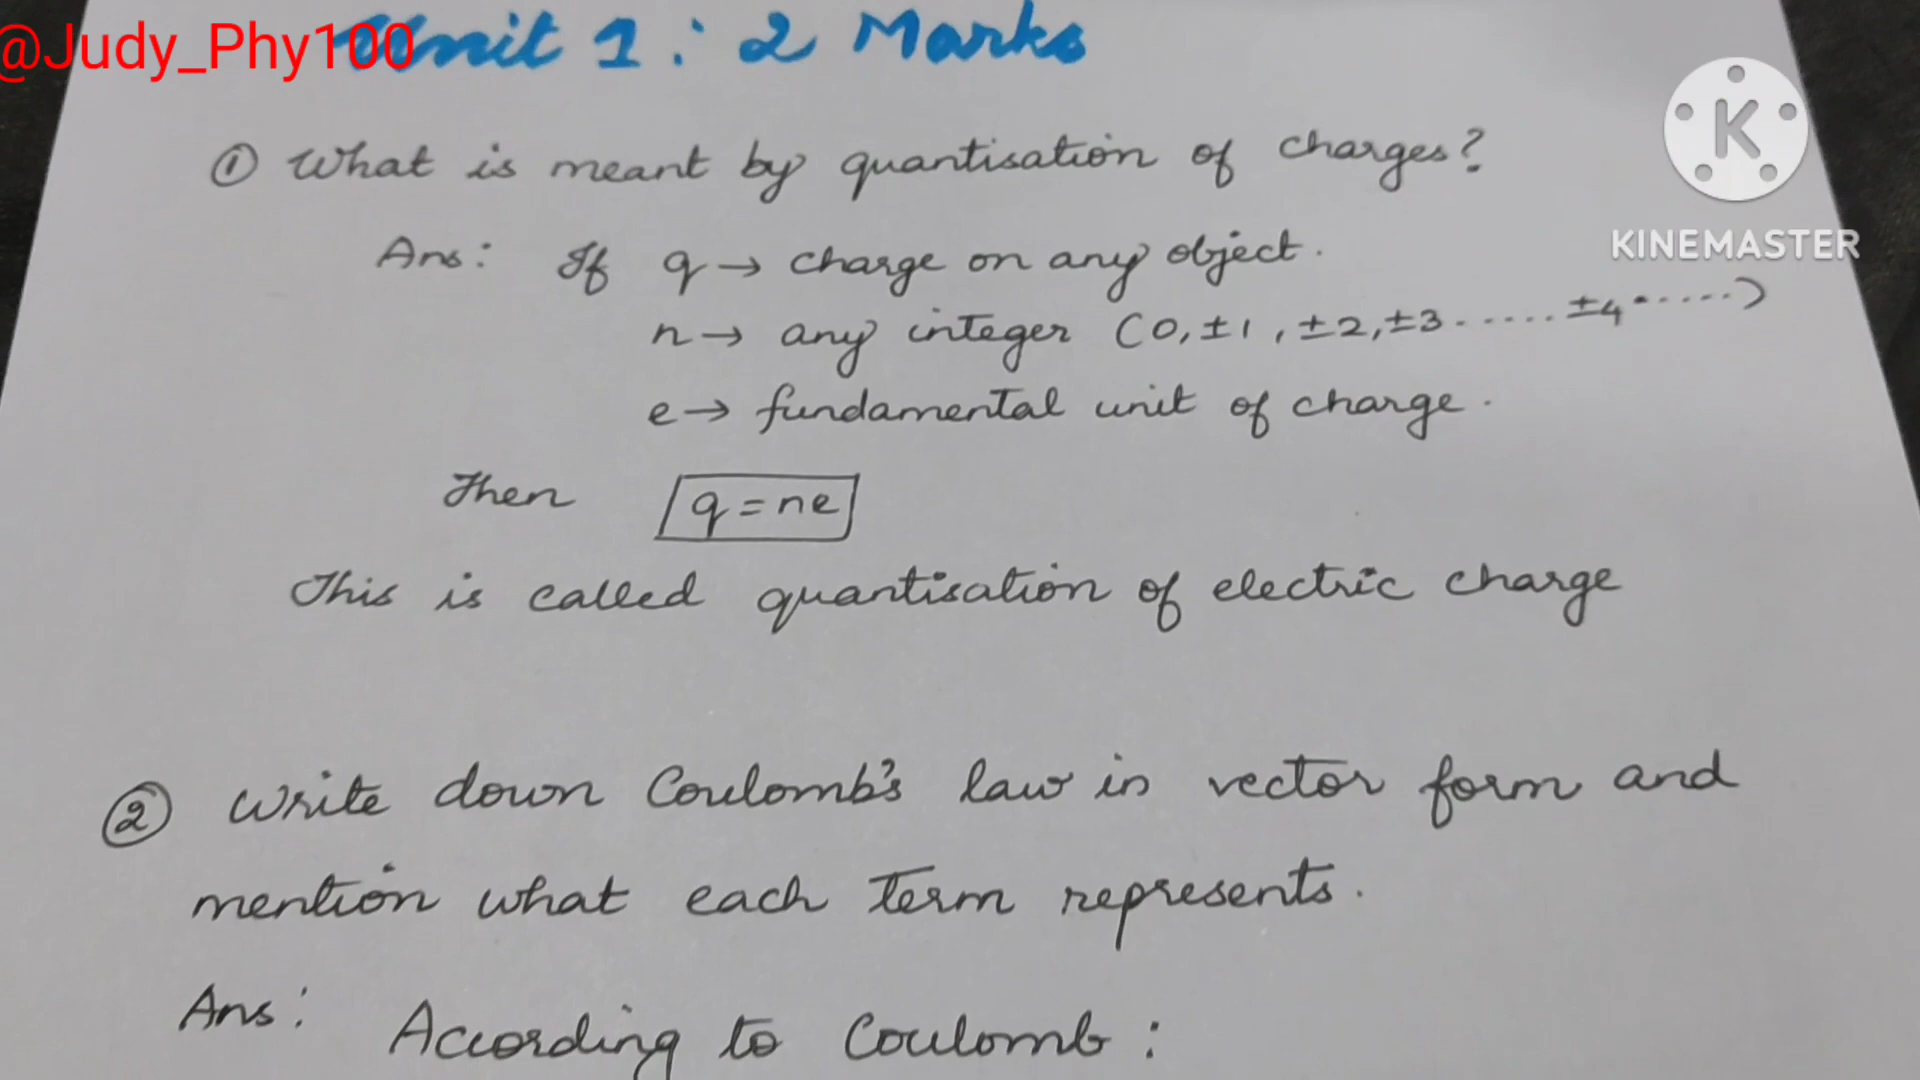 @Judy_Phy100
Unit 1 : 2 Marks
K
KINEMASTER
① What is meant by quantisation of charges?
Ans: If q → charge on any object.
n → any integer (0, ±1, ±2, ±3 ...... ±4 ......)
e → fundamental unit of charge.
Then q = ne
This is called quantisation of electric charge
② Write down Coulomb's law in vector form and
mention what each term represents.
Ans: According to Coulomb :